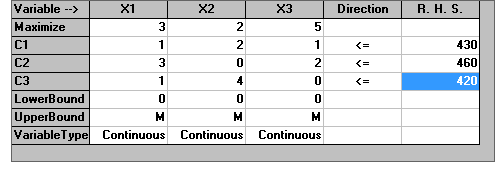 Variable --> X1 X2 X3 Direction R. H. S.
Maximize 3 2 5
C1 1 2 1 <= 430
C2 3 0 2 <= 460
C3 1 4 0 <= 420
LowerBound 0 0 0
UpperBound M M M
VariableType Continuous Continuous Continuous